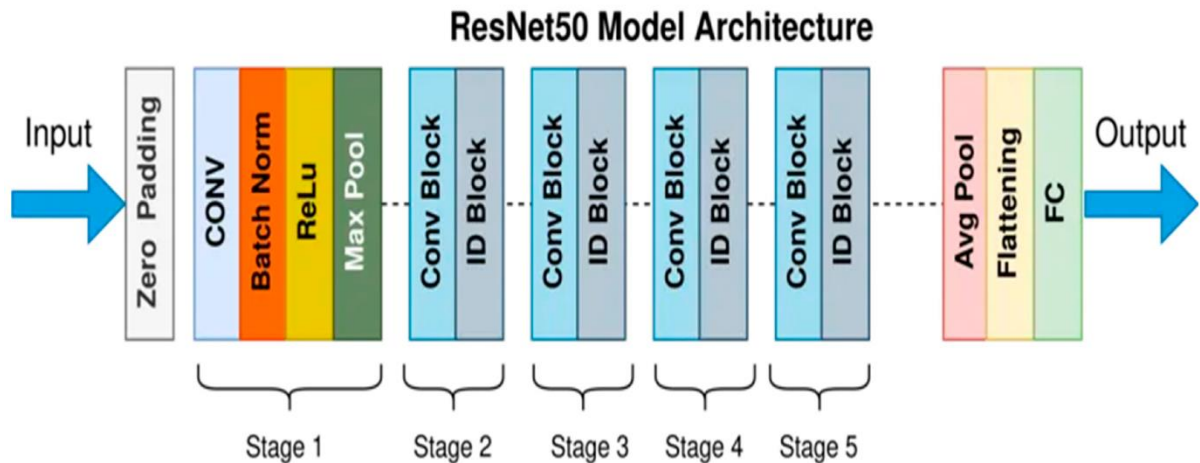 ResNet50 Model Architecture
Input
Zero Padding
CONV
Batch Norm
ReLu
Max Pool
Conv Block
ID Block
Conv Block
ID Block
Conv Block
ID Block
Conv Block
ID Block
Avg Pool
Flattening
FC
Output
Stage 1
Stage 2
Stage 3
Stage 4
Stage 5